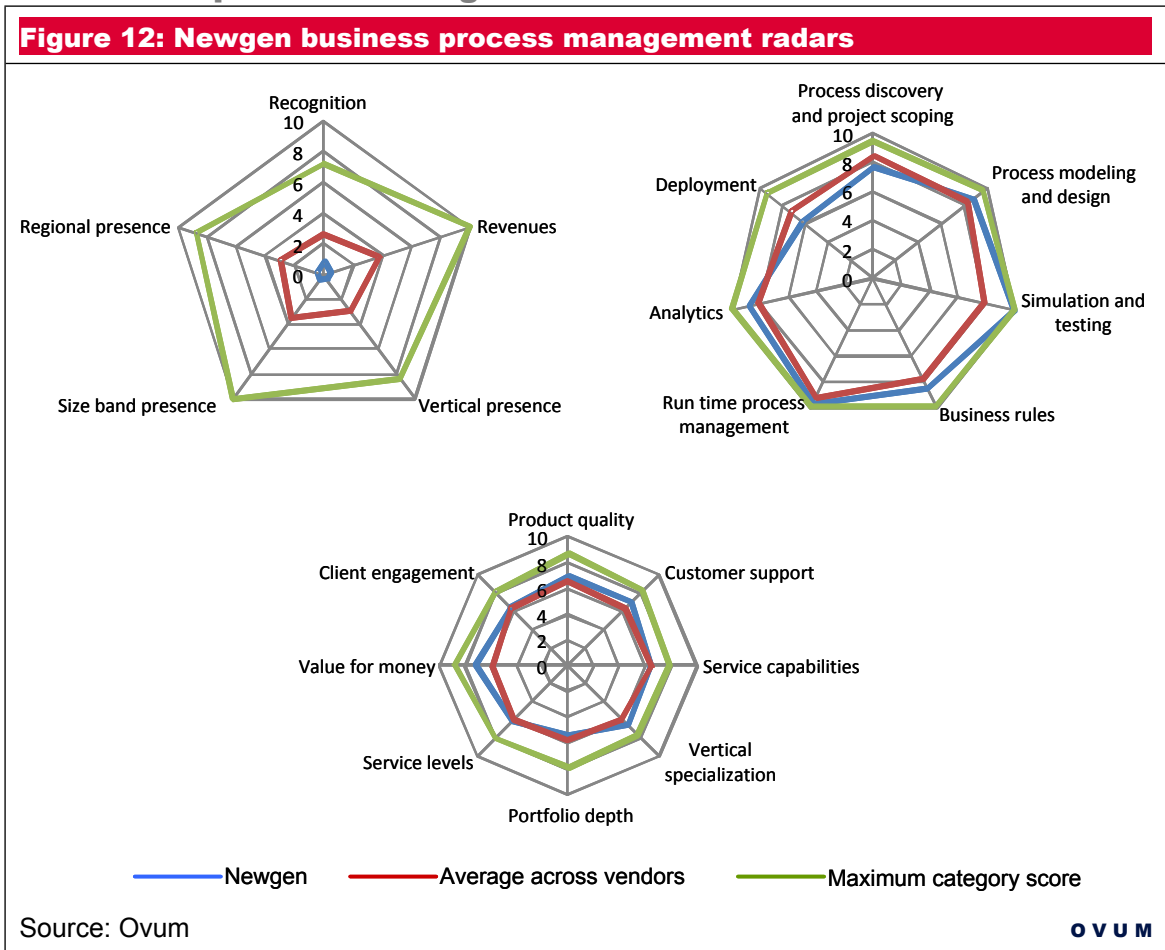 Figure 12: Newgen business process management radars
Recognition
10
8
6
4
2
0
Regional presence
Revenues
Size band presence
Vertical presence
Process discovery
and project scoping
10
8
6
4
2
0
Deployment
Process modeling
and design
Analytics
Simulation and
testing
Run time process
management
Business rules
Product quality
10
8
6
4
2
0
Client engagement
Customer support
Value for money
Service capabilities
Service levels
Vertical
specialization
Portfolio depth
Newgen
Average across vendors
Maximum category score
Source: Ovum
OVUM